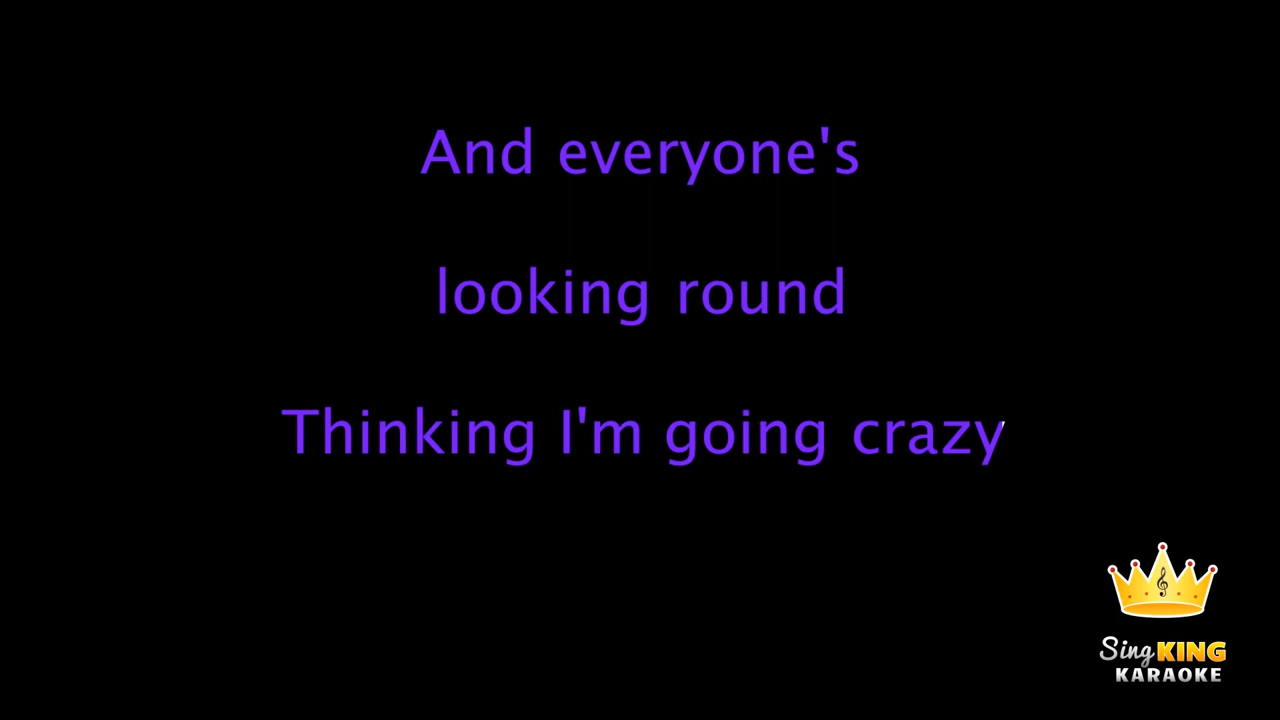 And everyone's
looking round
Thinking I'm going crazy
Sing KING
KARAOKE